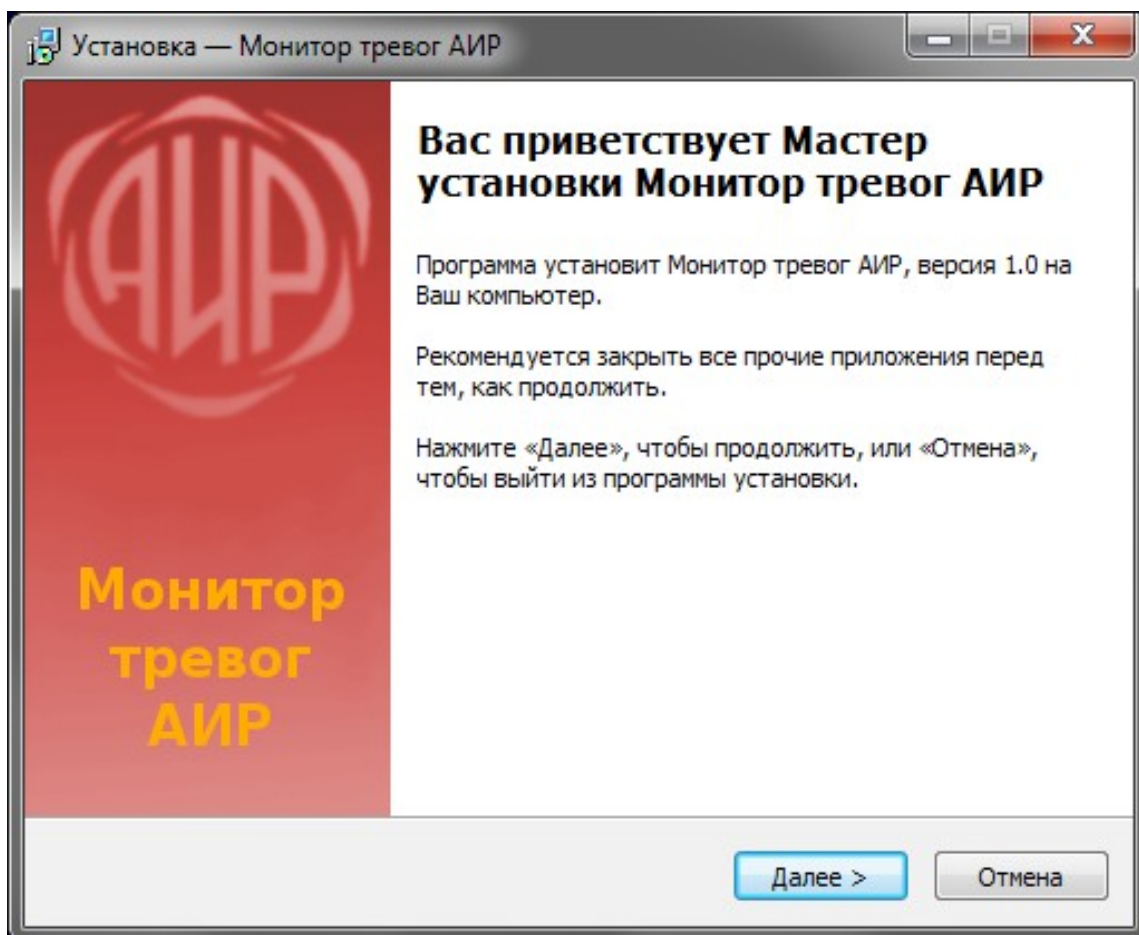 Установка — Монитор тревог АИР
АИР
Вас приветствует Мастер
установки Монитор тревог АИР
Программа установит Монитор тревог АИР, версия 1.0 на
Ваш компьютер.
Рекомендуется закрыть все прочие приложения перед
тем, как продолжить.
Нажмите «Далее», чтобы продолжить, или «Отмена»,
чтобы выйти из программы установки.
Монитор
тревог
АИР
Далее >
Отмена